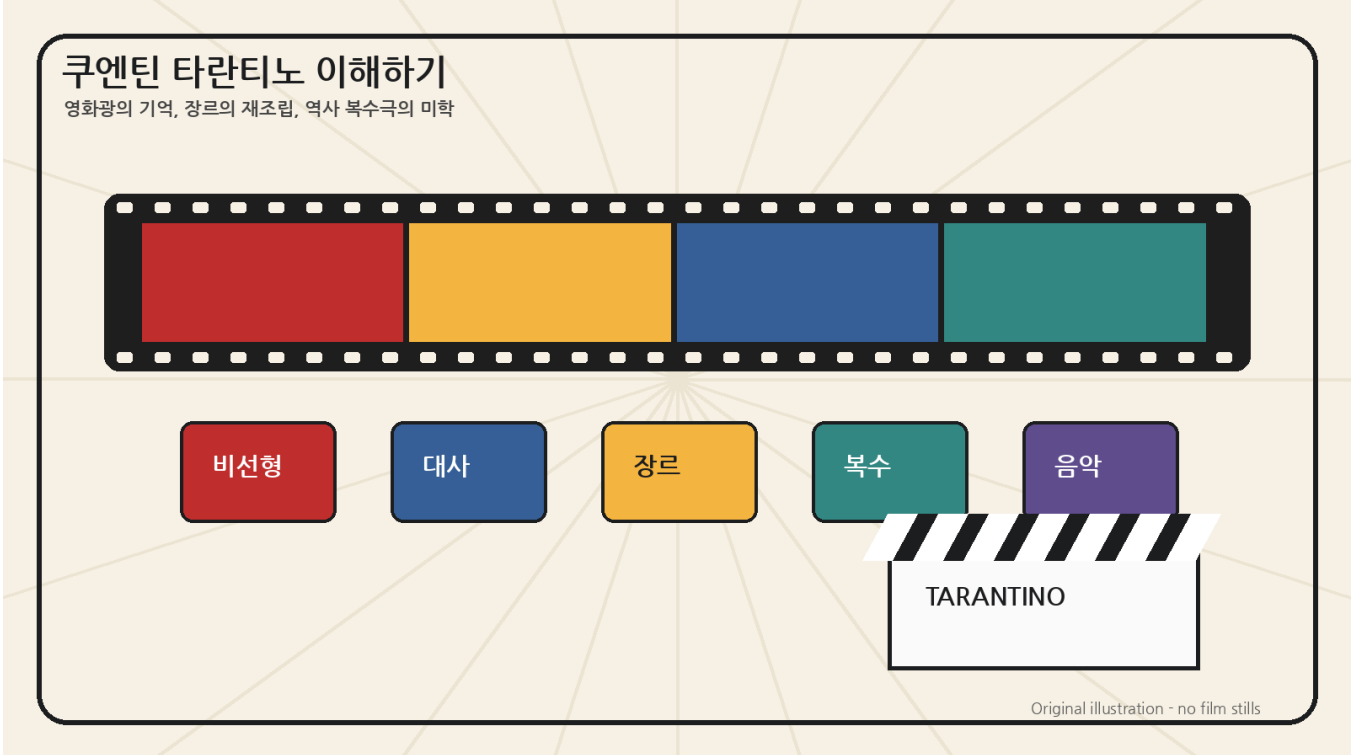 쿠엔틴 타란티노 이해하기
영화광의 기억, 장르의 재조립, 역사 복수극의 미학
비선형
대사
장르
복수
음악
TARANTINO
Original illustration - no film stills